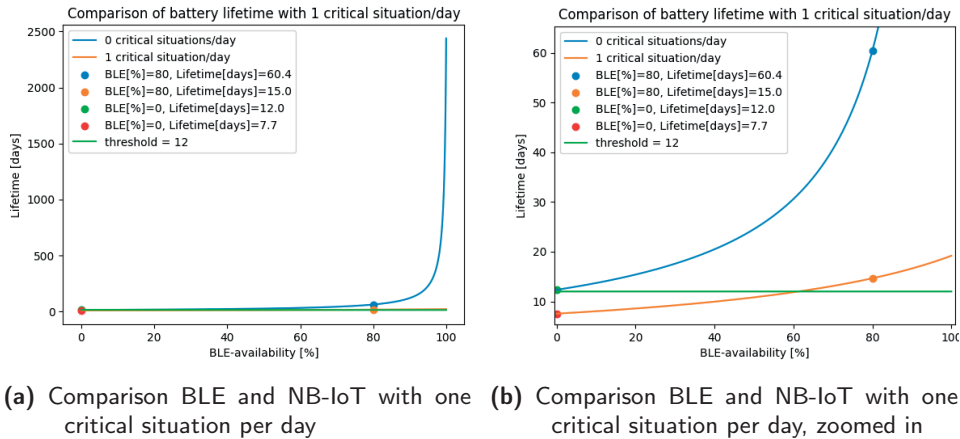 Comparison of battery lifetime with 1 critical situation/day
2500
2000
1500
1000
500
0
Lifetime [days]
0 critical situations/day
1 critical situation/day
BLE[%]=80, Lifetime[days]=60.4
BLE[%]=80, Lifetime[days]=15.0
BLE[%]=0, Lifetime[days]=12.0
BLE[%]=0, Lifetime[days]=7.7
threshold = 12
0 20 40 60 80 100
BLE-availability [%]
(a) Comparison BLE and NB-IoT with one
critical situation per day
Comparison of battery lifetime with 1 critical situation/day
60
50
40
30
20
10
Lifetime [days]
0 critical situations/day
1 critical situation/day
BLE[%]=80, Lifetime[days]=60.4
BLE[%]=80, Lifetime[days]=15.0
BLE[%]=0, Lifetime[days]=12.0
BLE[%]=0, Lifetime[days]=7.7
threshold = 12
0 20 40 60 80 100
BLE-availability [%]
(b) Comparison BLE and NB-IoT with one
critical situation per day, zoomed in